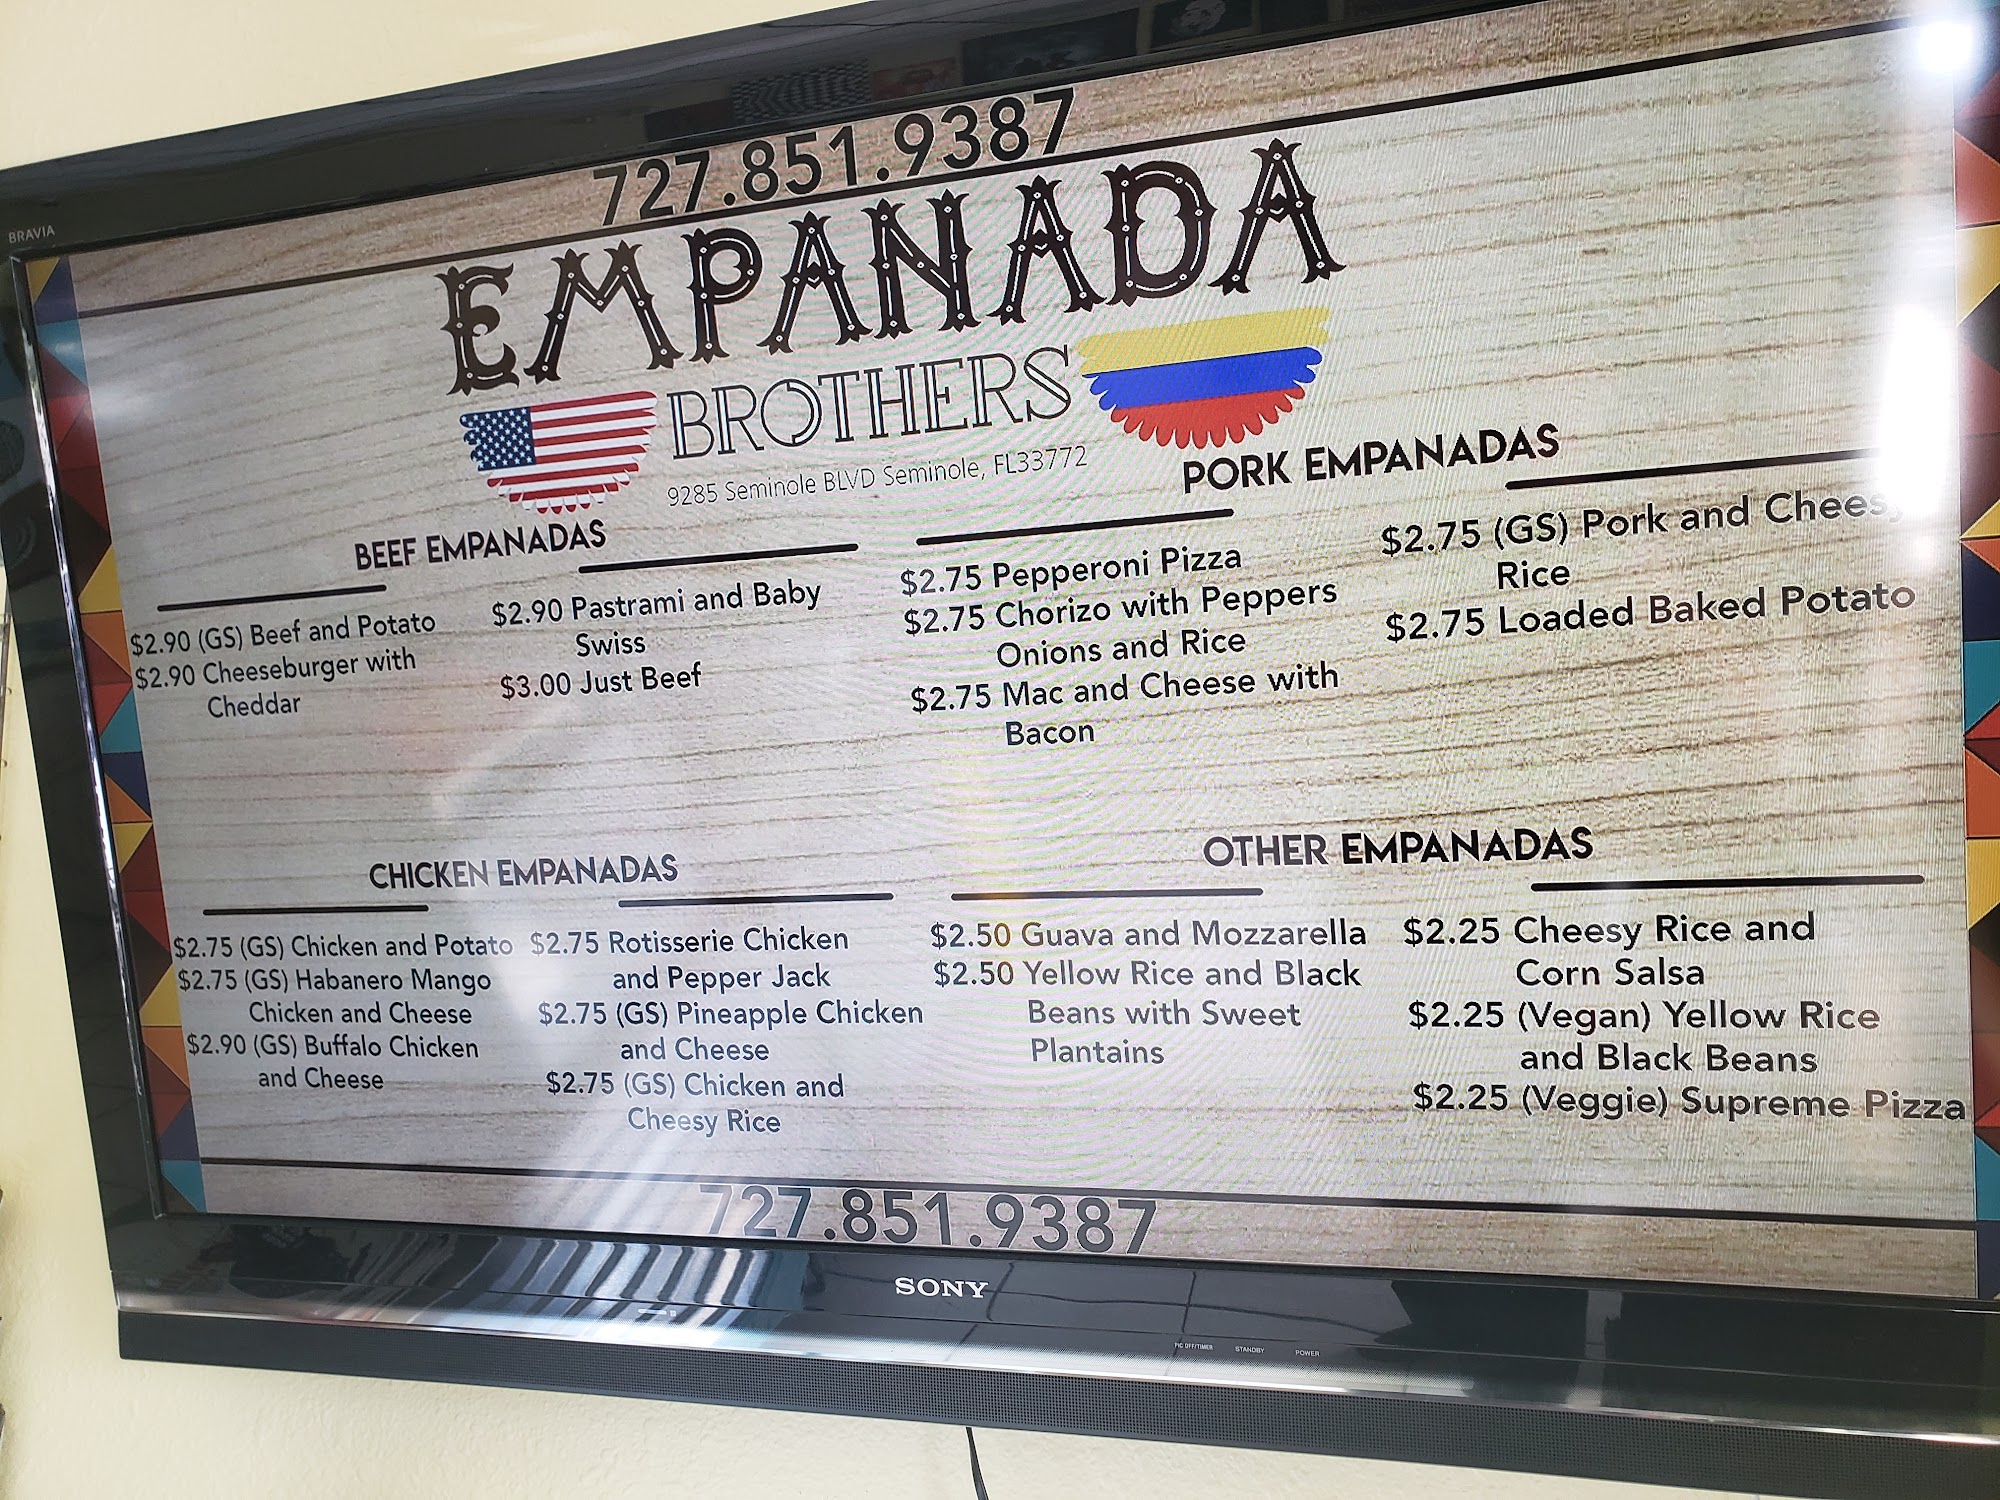 BRAVIA
727.851.9387
EMPANADA
BROTHERS
9285 Seminole BLVD Seminole, FL33772
BEEF EMPANADAS
$2.90 (GS) Beef and Potato
$2.90 Cheeseburger with
Cheddar
$2.90 Pastrami and Baby
Swiss
$3.00 Just Beef
PORK EMPANADAS
$2.75 Pepperoni Pizza
$2.75 Chorizo with Peppers
Onions and Rice
$2.75 Mac and Cheese with
Bacon
$2.75 (GS) Pork and Cheesy
Rice
$2.75 Loaded Baked Potato
CHICKEN EMPANADAS
$2.75 (GS) Chicken and Potato
$2.75 (GS) Habanero Mango
Chicken and Cheese
$2.90 (GS) Buffalo Chicken
and Cheese
$2.75 Rotisserie Chicken
and Pepper Jack
$2.75 (GS) Pineapple Chicken
and Cheese
$2.75 (GS) Chicken and
Cheesy Rice
OTHER EMPANADAS
$2.50 Guava and Mozzarella
$2.50 Yellow Rice and Black
Beans with Sweet
Plantains
$2.25 Cheesy Rice and
Corn Salsa
$2.25 (Vegan) Yellow Rice
and Black Beans
$2.25 (Veggie) Supreme Pizza
727.851.9387
SONY
PIC OFF/TIMER STANDBY POWER